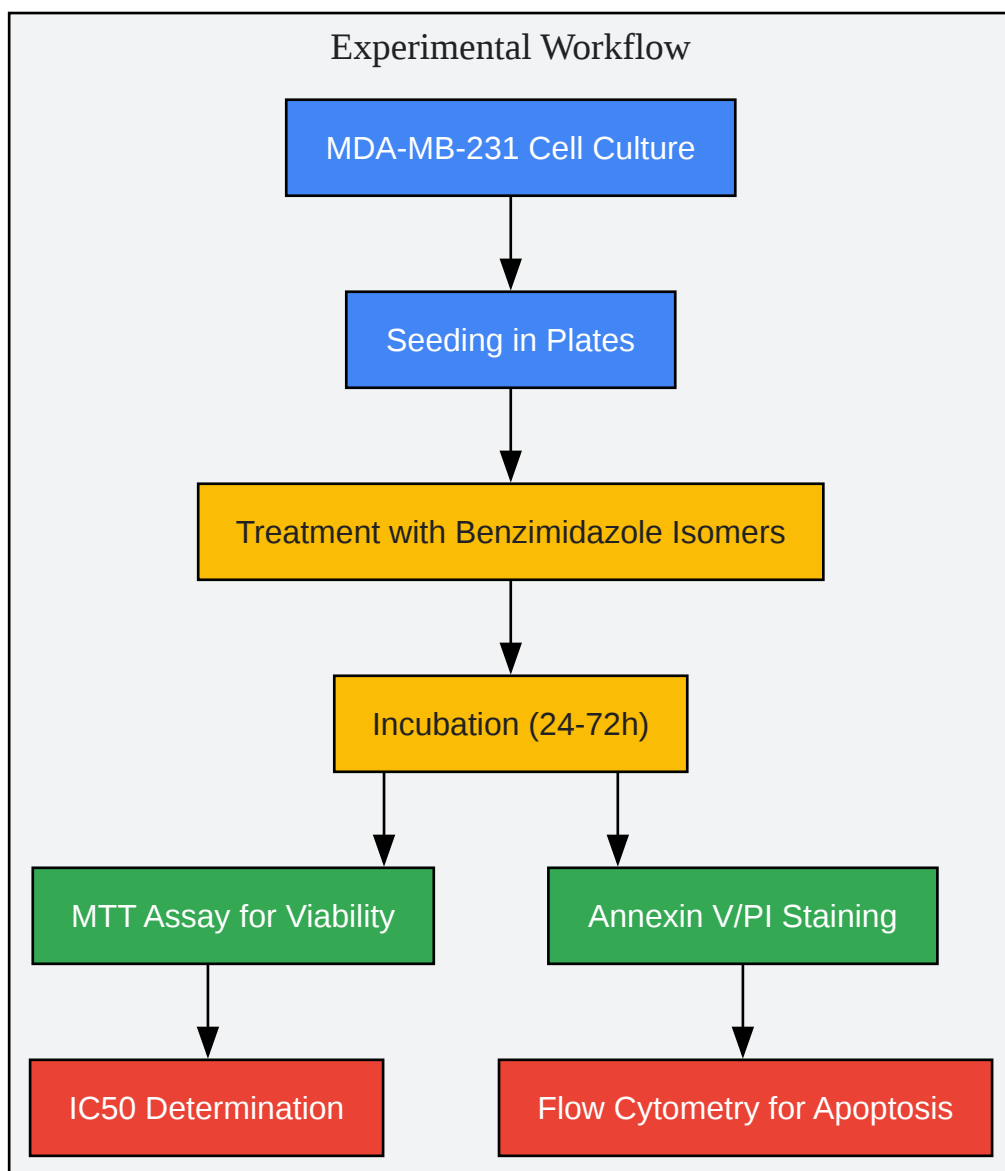 Experimental Workflow
MDA-MB-231 Cell Culture
Seeding in Plates
Treatment with Benzimidazole Isomers
Incubation (24-72h)
MTT Assay for Viability
Annexin V/PI Staining
IC50 Determination
Flow Cytometry for Apoptosis